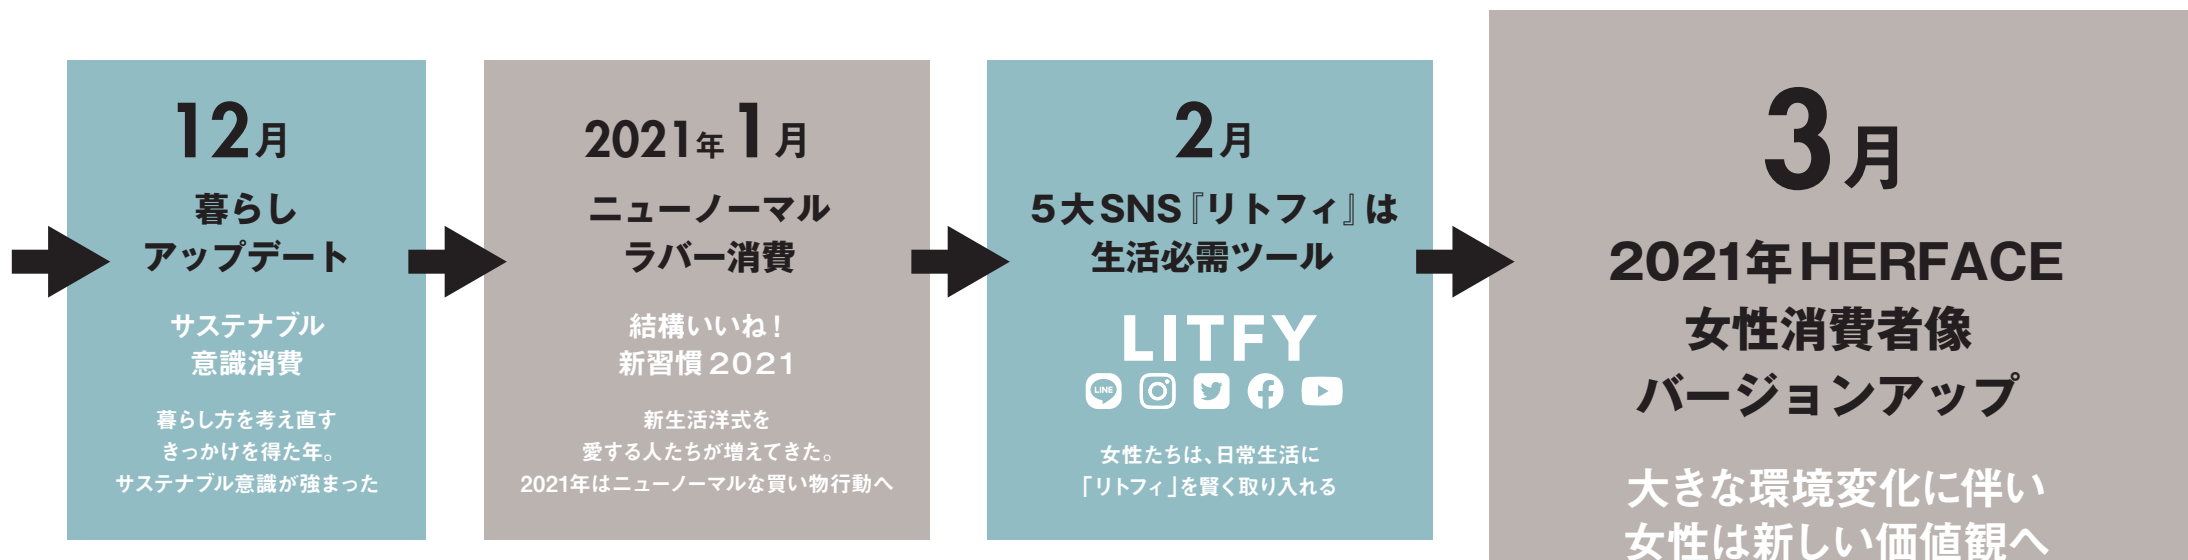 12月
暮らし
アップデート
サステナブル
意識消費
暮らし方を考え直す
きっかけを得た年。
サステナブル意識が強まった
2021年1月
ニューノーマル
ラバー消費
結構いいね！
新習慣2021
新生活洋式を
愛する人たちが増えてきた。
2021年はニューノーマルな買い物行動へ
2月
5大SNS『リトフィ』は
生活必需ツール
LITFY
LINE
女性たちは、日常生活に
「リトフィ」を賢く取り入れる
3月
2021年HERFACE
女性消費者像
バージョンアップ
大きな環境変化に伴い
女性は新しい価値観へ